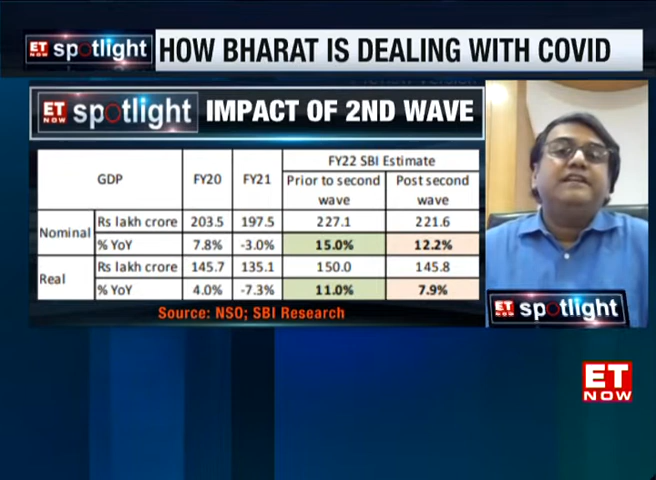 ET NOW spotlight HOW BHARAT IS DEALING WITH COVID
ET NOW spotlight IMPACT OF 2ND WAVE
GDP FY20 FY21 FY22 SBI Estimate
Prior to second wave Post second wave
Nominal Rs lakh crore 203.5 197.5 227.1 221.6
% YoY 7.8% -3.0% 15.0% 12.2%
Real Rs lakh crore 145.7 135.1 150.0 145.8
% YoY 4.0% -7.3% 11.0% 7.9%
Source: NSO; SBI Research
ET NOW spotlight
ET NOW